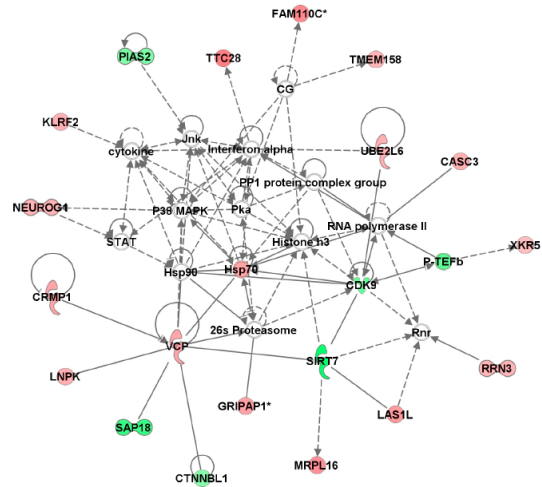 FAM110C*
PIAS2
TTC28
TMEM158
CG
KLRF2
Jnk
cytokine
Interferon alpha
UBE2L6
CASC3
PP1 protein complex group
NEUROG1
P38 MAPK
Pka
RNA polymerase II
STAT
Histone h3
XKR5
P-TEFb
Hsp90
Hsp70
CDK9
CRMP1
26s Proteasome
Rnr
VCP
SIRT7
LNPK
RRN3
GRIPAP1*
LAS1L
SAP18
MRPL16
CTNNBL1